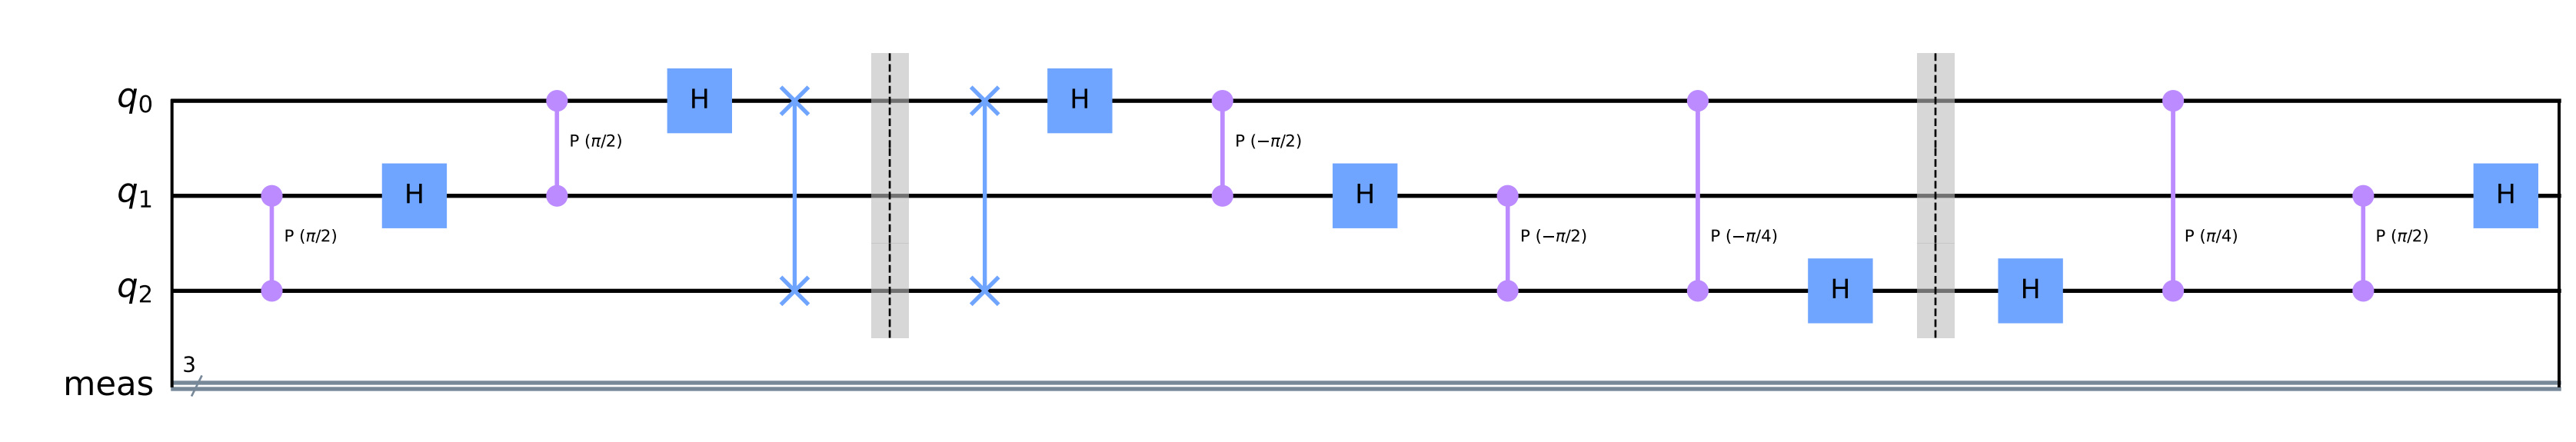 q0 H H
P (π/2) P (−π/2)
q1 H H H
P (π/2) P (−π/2) P (−π/4) P (π/4) P (π/2)
q2 H H
3
meas